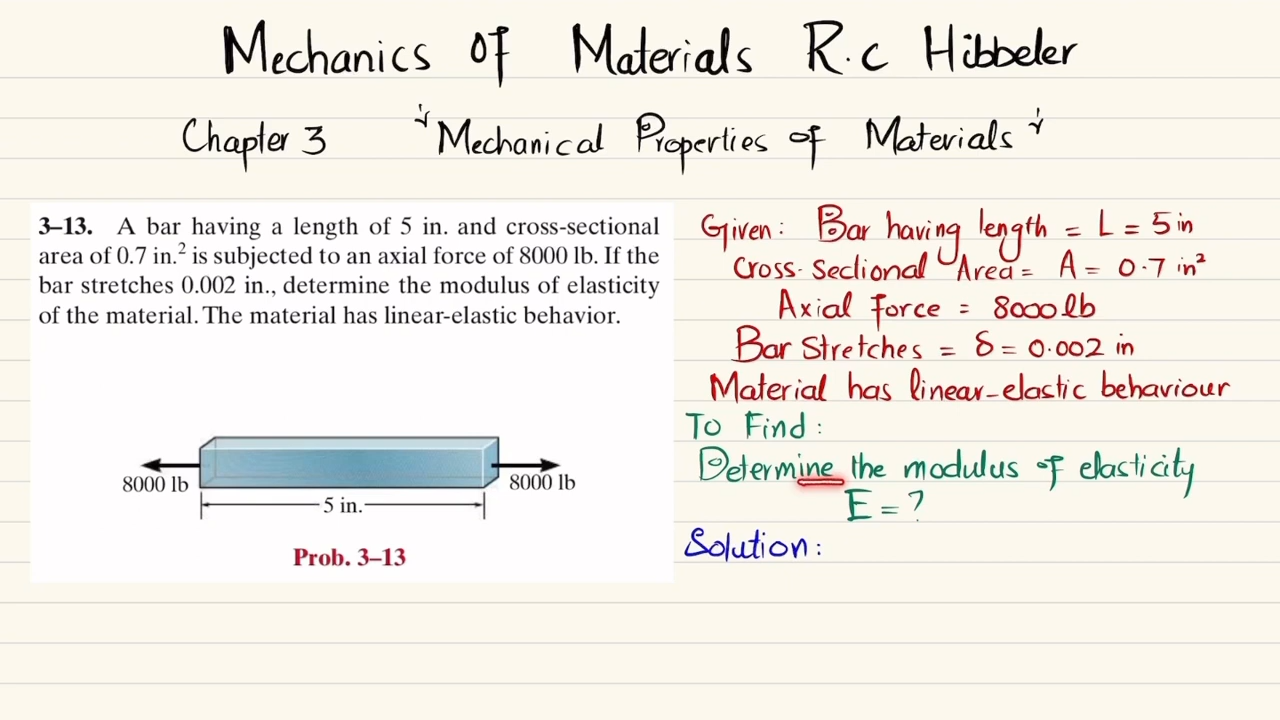 Mechanics of Materials R.c Hibbeler
Chapter 3 "Mechanical Properties of Materials"
3–13. A bar having a length of 5 in. and cross-sectional
area of 0.7 in.² is subjected to an axial force of 8000 lb. If the
bar stretches 0.002 in., determine the modulus of elasticity
of the material. The material has linear-elastic behavior.
8000 lb
8000 lb
5 in.
Prob. 3–13
Given: Bar having length = L = 5 in
Cross-Sectional Area = A = 0.7 in²
Axial force = 8000 lb
Bar Stretches = δ = 0.002 in
Material has linear-elastic behaviour
To Find:
Determine the modulus of elasticity
E = ?
Solution: